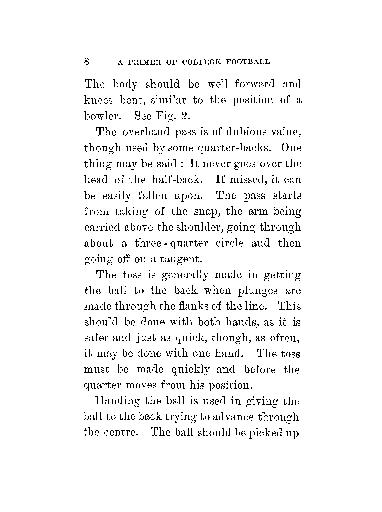 8 A PRIMER OF COLLEGE FOOTBALL
The body should be well forward and
knees bent, similar to the position of a
bowler. See Fig. 2.
The overhand pass is of dubious value,
though used by some quarter-backs. One
thing may be said: It never goes over the
head of the half-back. If missed, it can
be easily fallen upon. The pass starts
from taking of the snap, the arm being
carried above the shoulder, going through
about a three-quarter circle and then
going off on a tangent.
The toss is generally made in getting
the ball to the back when plunges are
made through the flanks of the line. This
should be done with both hands, as it is
safer and just as quick, though, as often,
it may be done with one hand. The toss
must be made quickly and before the
quarter moves from his position.
Handing the ball is used in giving the
ball to the back trying to advance through
the centre. The ball should be picked up